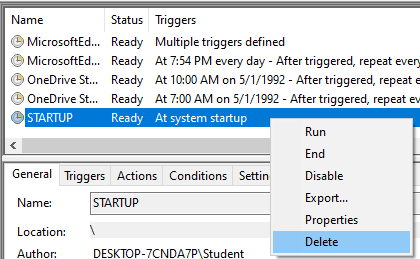 Name Status Triggers
MicrosoftEd... Ready Multiple triggers defined
MicrosoftEd... Ready At 7:54 PM every day - After triggered, repeat every
OneDrive St... Ready At 10:00 AM on 5/1/1992 - After triggered, repeat
OneDrive St... Ready At 7:00 AM on 5/1/1992 - After triggered, repeat ev
STARTUP Ready At system startup
Run
End
Disable
Export...
Properties
Delete
General Triggers Actions Conditions Settin
Name: STARTUP
Location: \
Author: DESKTOP-7CNDA7P\Student